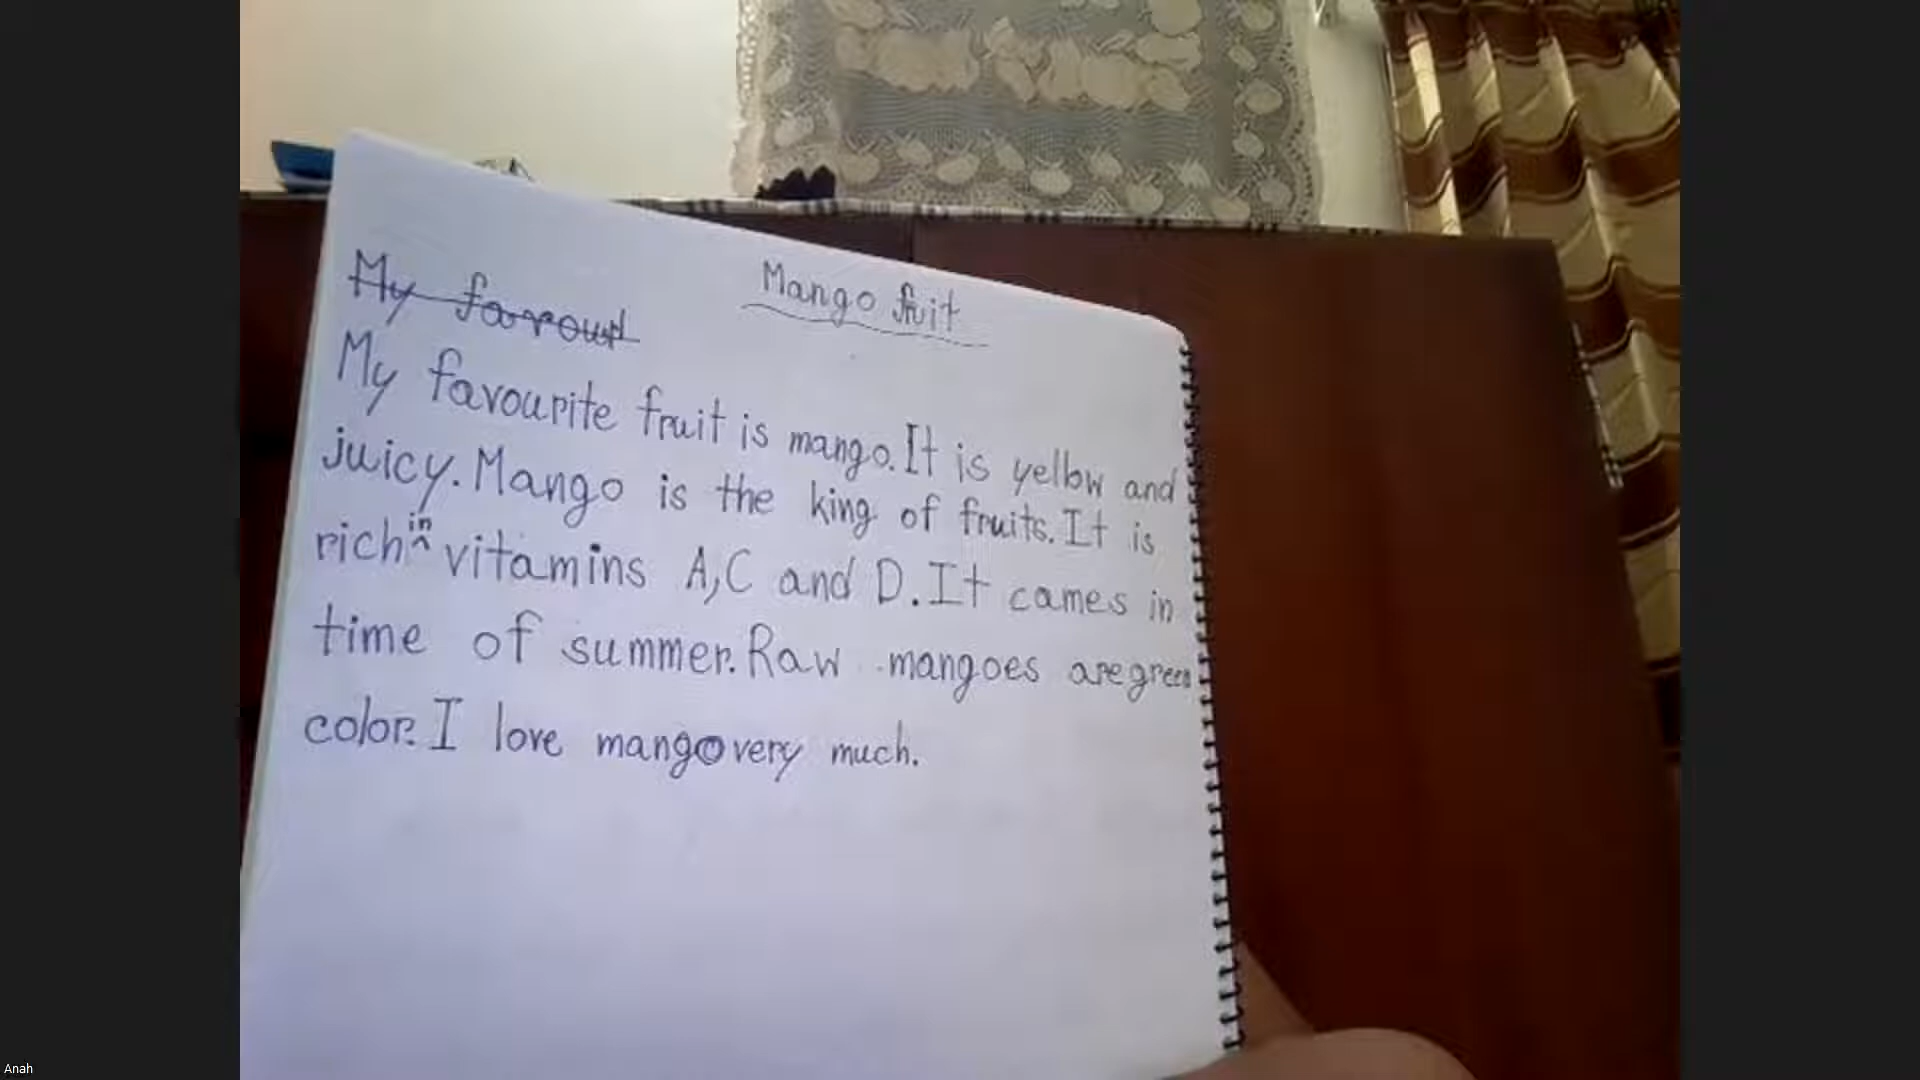 Mango fruit
My favourt
My favourite fruit is mango. It is yellow and
juicy. Mango is the king of fruits. It is
rich in vitamins A, C and D. It cames in
time of summer. Raw mangoes are green
color. I love mango very much.
Anah